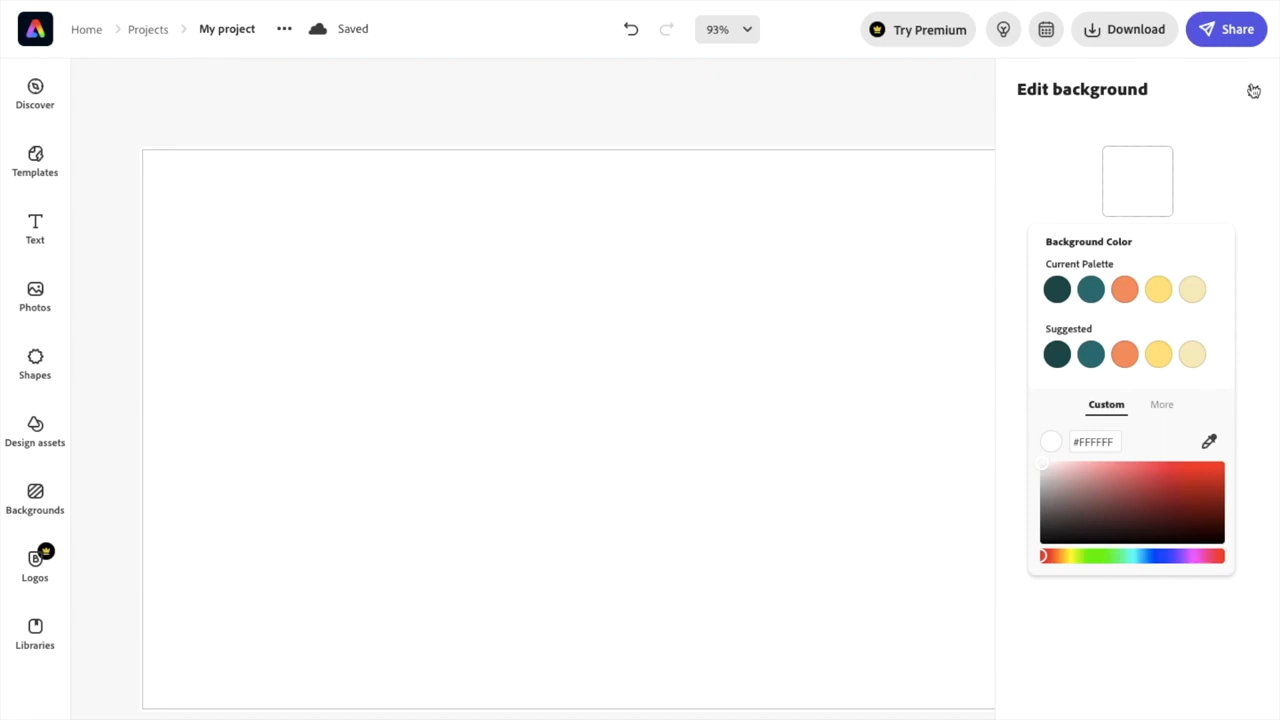 Home
Projects
My project
Saved
93%
Try Premium
Download
Share
Discover
Templates
Text
Photos
Shapes
Design assets
Backgrounds
Logos
Libraries
Edit background
Background Color
Current Palette
Suggested
Custom
More
#FFFFFF